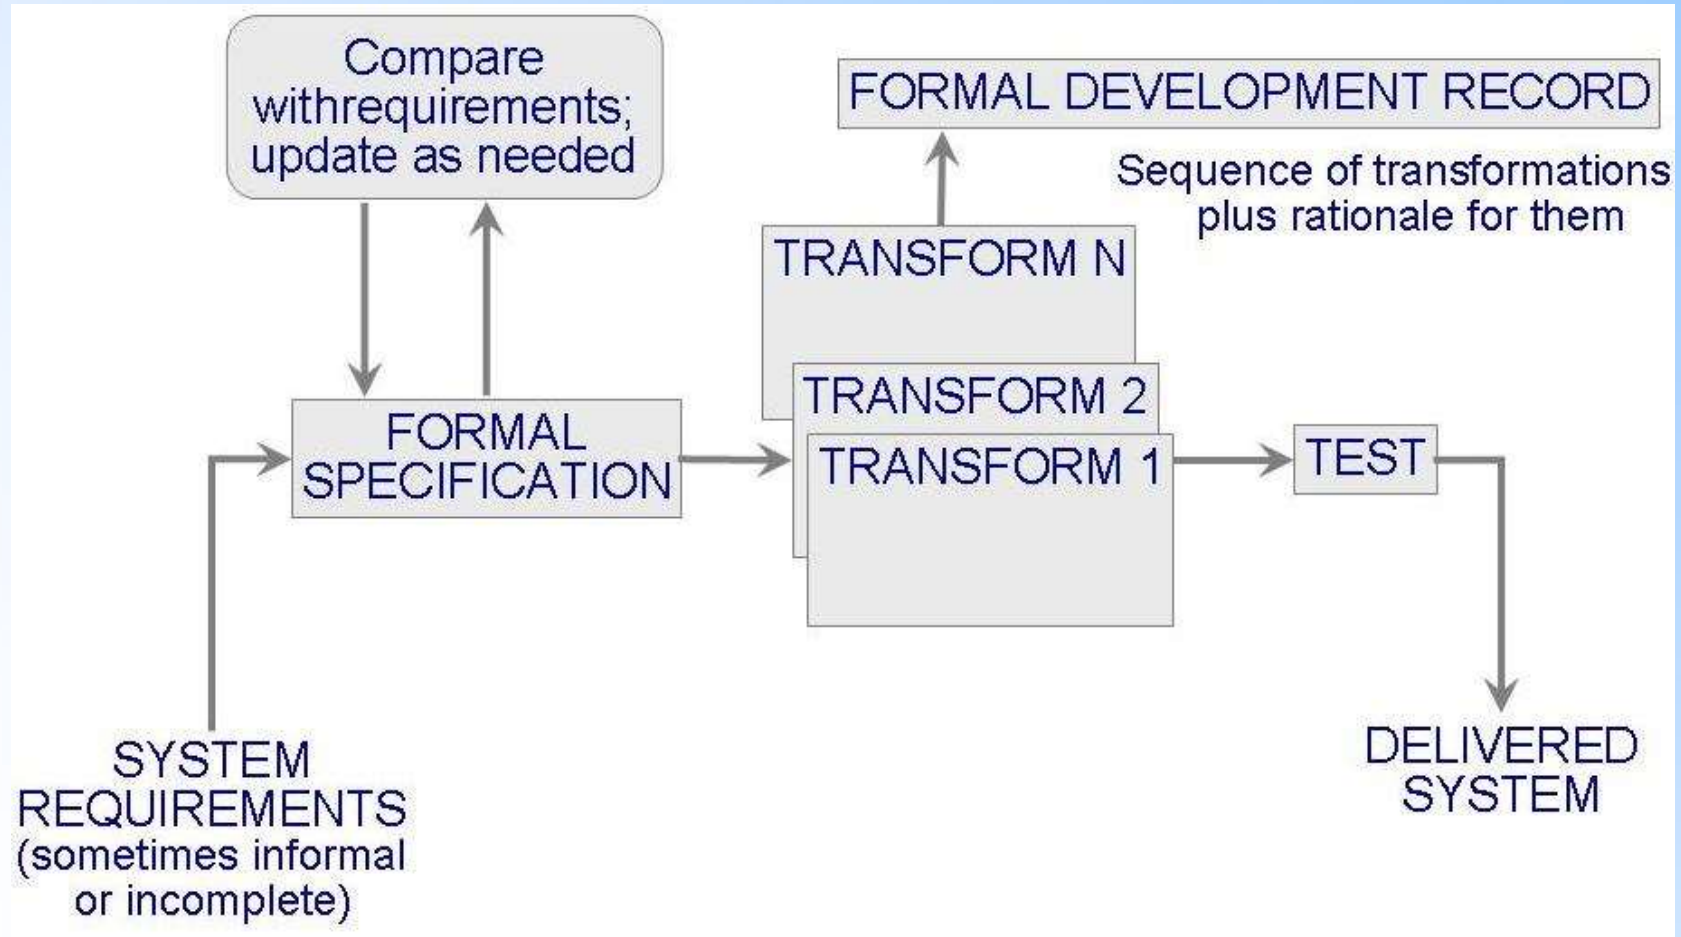 Compare
withrequirements;
update as needed
FORMAL DEVELOPMENT RECORD
Sequence of transformations
plus rationale for them
TRANSFORM N
TRANSFORM 2
TRANSFORM 1
FORMAL
SPECIFICATION
TEST
SYSTEM
REQUIREMENTS
(sometimes informal
or incomplete)
DELIVERED
SYSTEM